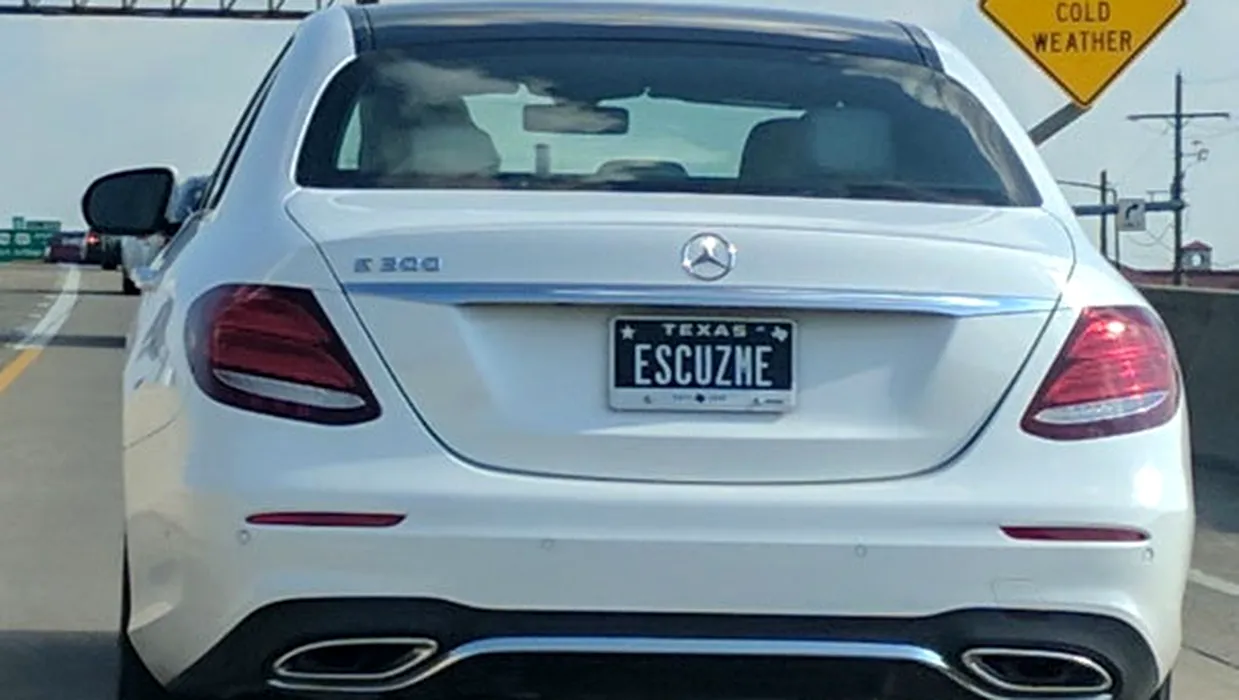 COLD
WEATHER
E 300
TEXAS
ESCUZME